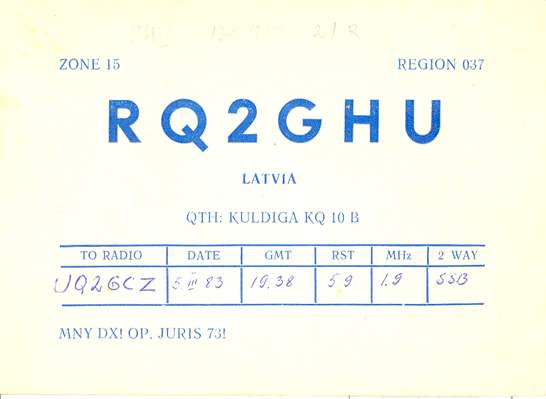 ZONE 15 REGION 037
RQ2GHU
LATVIA
QTH: KULDIGA KQ 10 B
TO RADIO DATE GMT RST MHz 2 WAY
UQ2GCZ 5 III 83 19.38 59 1.9 SSB
MNY DX! OP. JURIS 73!